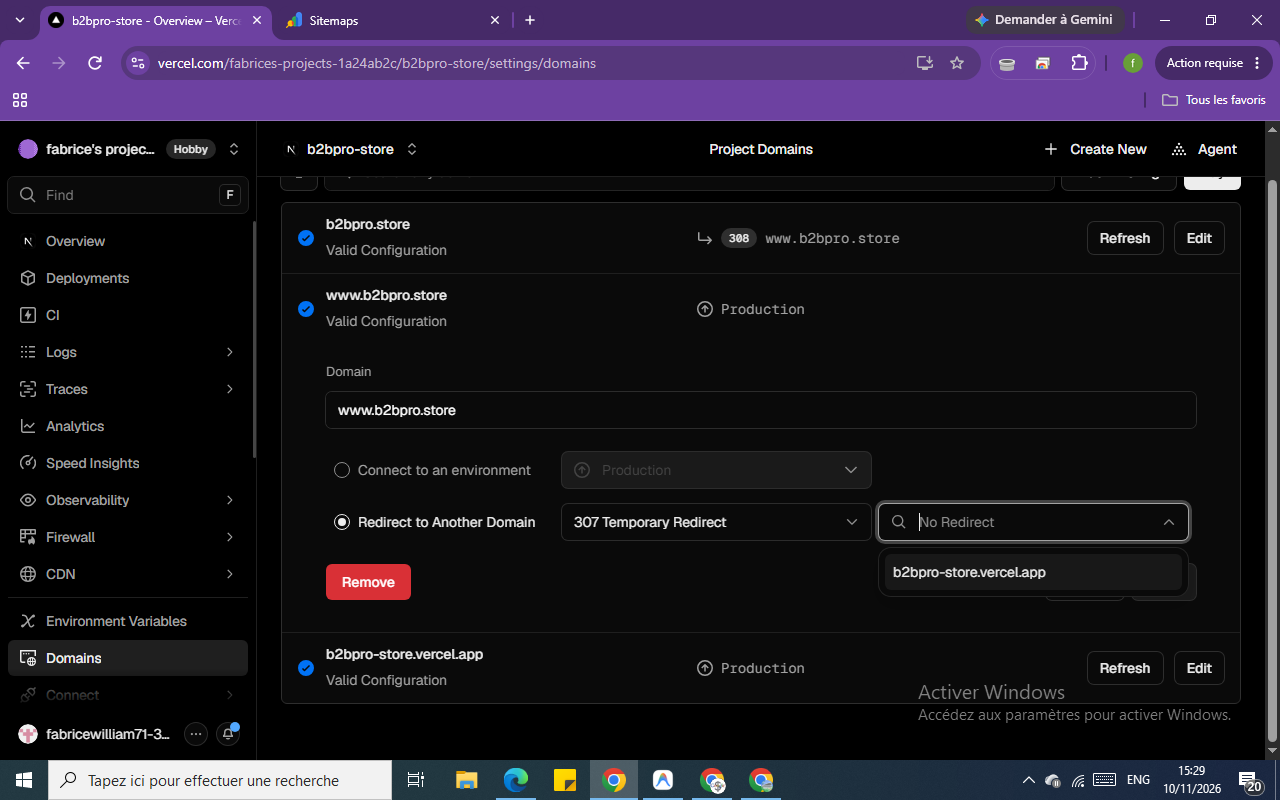 b2bpro-store - Overview – Verc
Sitemaps
Demander à Gemini
vercel.com/fabrices-projects-1a24ab2c/b2bpro-store/settings/domains
f
Action requise
Tous les favoris
fabrice's projec...
Hobby
b2bpro-store
Project Domains
Create New
Agent
Find
F
Overview
Deployments
CI
Logs
Traces
Analytics
Speed Insights
Observability
Firewall
CDN
Environment Variables
Domains
Connect
fabricewilliam71-3...
b2bpro.store
Valid Configuration
308
www.b2bpro.store
Refresh
Edit
www.b2bpro.store
Valid Configuration
Production
Domain
www.b2bpro.store
Connect to an environment
Production
Redirect to Another Domain
307 Temporary Redirect
No Redirect
b2bpro-store.vercel.app
Remove
b2bpro-store.vercel.app
Valid Configuration
Production
Refresh
Edit
Activer Windows
Accédez aux paramètres pour activer Windows.
Tapez ici pour effectuer une recherche
ENG
15:29
10/11/2026
20